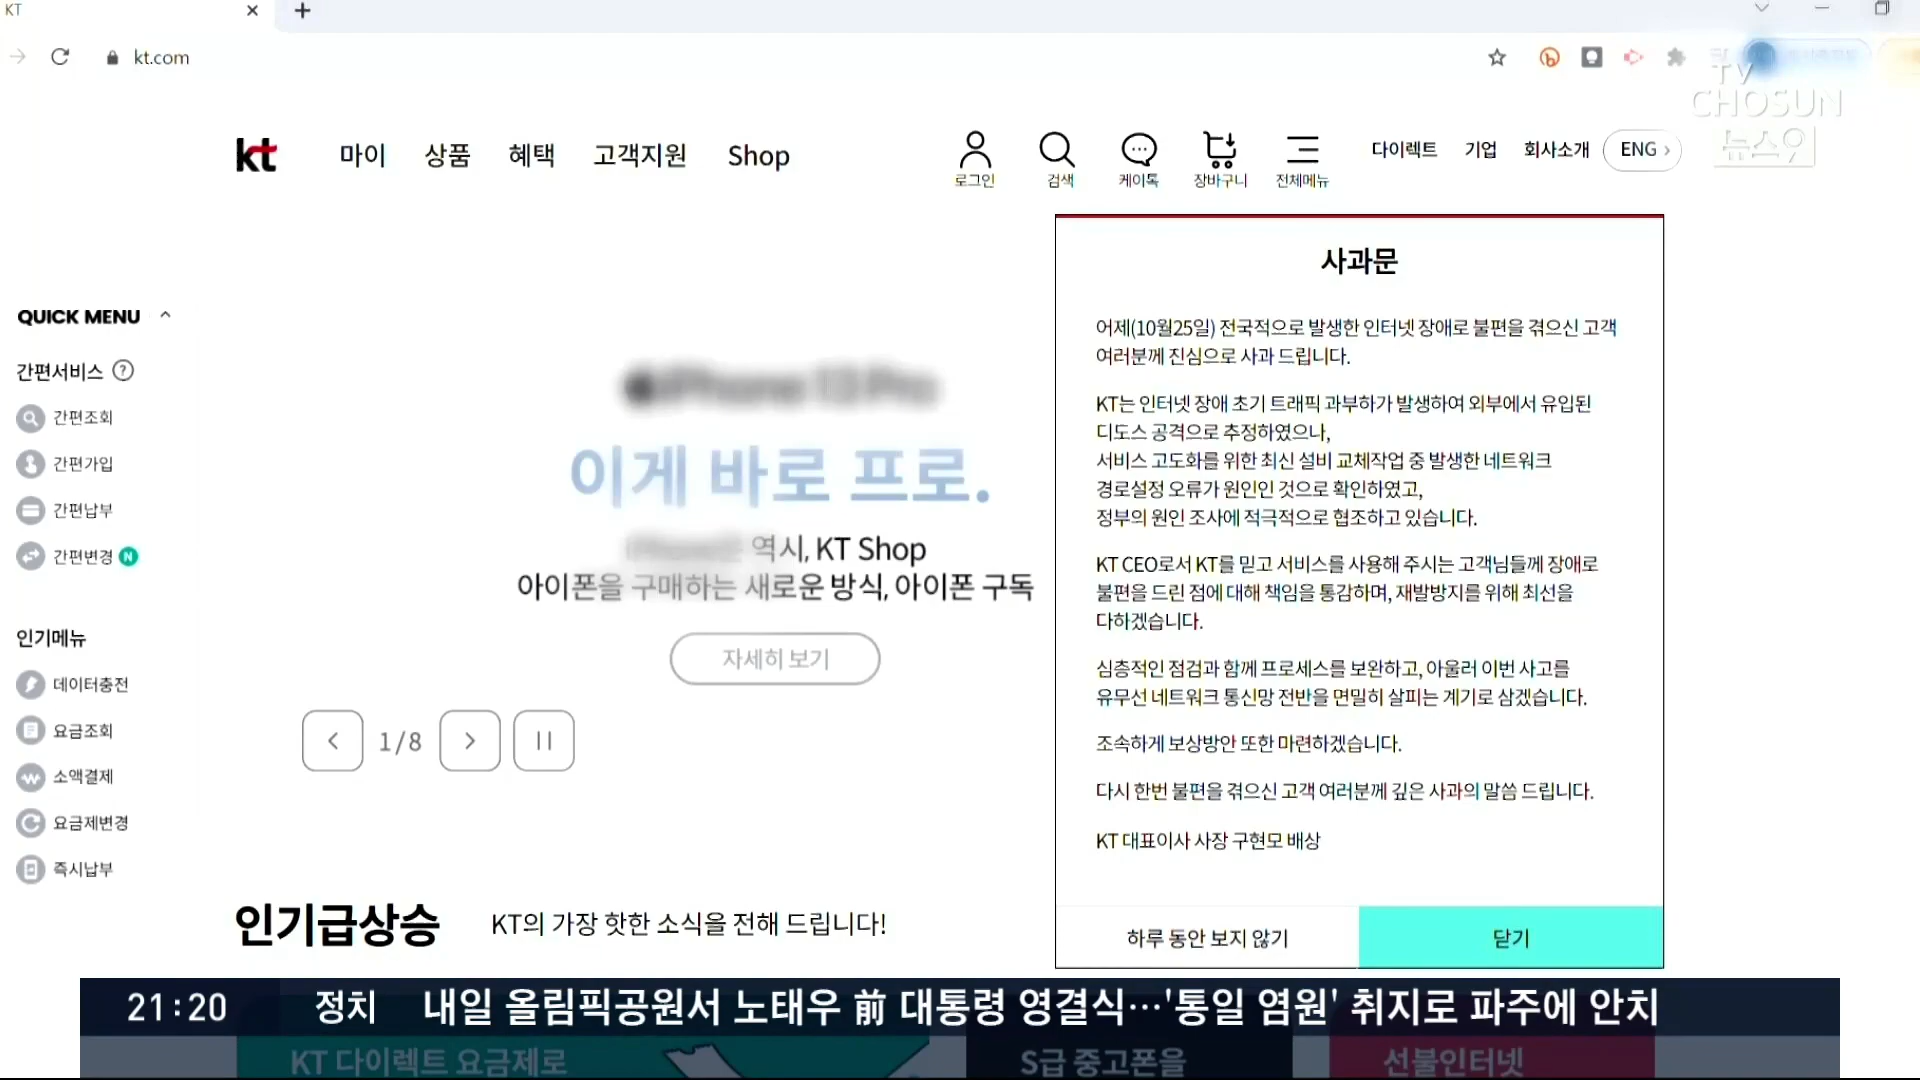 KT
kt.com
TV
CHOSUN
뉴스9
kt
마이
상품
혜택
고객지원
Shop
로그인
검색
케이톡
장바구니
전체메뉴
다이렉트
기업
회사소개
ENG
QUICK MENU
간편서비스
간편조회
간편가입
간편납부
간편변경 N
인기메뉴
데이터충전
요금조회
소액결제
요금제변경
즉시납부
iPhone 13 Pro
이게 바로 프로.
역시, KT Shop
아이폰을 구매하는 새로운 방식, 아이폰 구독
자세히 보기
1/8
인기급상승
KT의 가장 핫한 소식을 전해 드립니다!
사과문
어제(10월25일) 전국적으로 발생한 인터넷 장애로 불편을 겪으신 고객
여러분께 진심으로 사과 드립니다.
KT는 인터넷 장애 초기 트래픽 과부하가 발생하여 외부에서 유입된
디도스 공격으로 추정하였으나,
서비스 고도화를 위한 최신 설비 교체작업 중 발생한 네트워크
경로설정 오류가 원인인 것으로 확인하였고,
정부의 원인 조사에 적극적으로 협조하고 있습니다.
KT CEO로서 KT를 믿고 서비스를 사용해 주시는 고객님들께 장애로
불편을 드린 점에 대해 책임을 통감하며, 재발방지를 위해 최선을
다하겠습니다.
심층적인 점검과 함께 프로세스를 보완하고, 아울러 이번 사고를
유무선 네트워크 통신망 전반을 면밀히 살피는 계기로 삼겠습니다.
조속하게 보상방안 또한 마련하겠습니다.
다시 한번 불편을 겪으신 고객 여러분께 깊은 사과의 말씀 드립니다.
KT 대표이사 사장 구현모 배상
하루 동안 보지 않기
닫기
21:20 정치 내일 올림픽공원서 노태우 前 대통령 영결식…'통일 염원' 취지로 파주에 안치
KT 다이렉트 요금제로
S급 중고폰을
선불인터넷